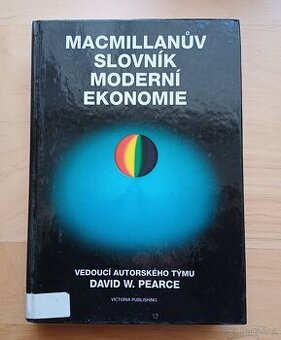 MACMILLANŮV
SLOVNÍK
MODERNÍ
EKONOMIE
VEDOUCÍ AUTORSKÉHO TÝMU
DAVID W. PEARCE
VICTORIA PUBLISHING